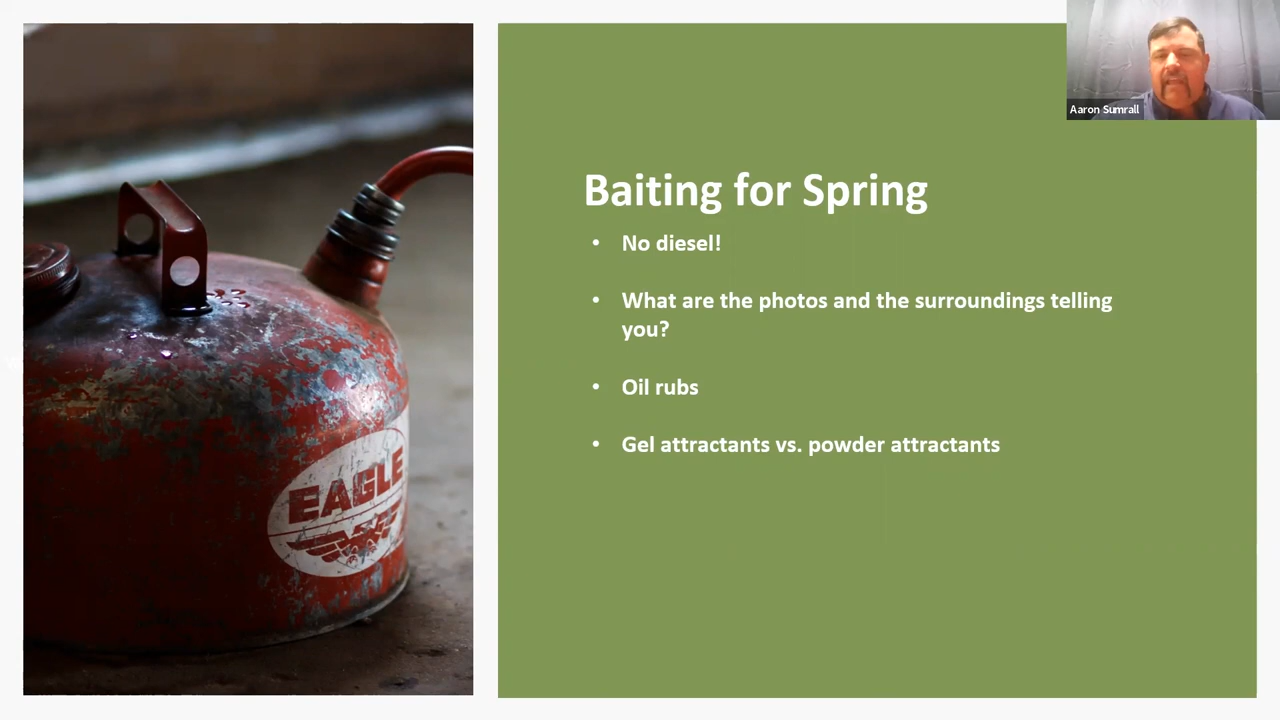 Aaron Sumrall
Baiting for Spring
• No diesel!
• What are the photos and the surroundings telling
you?
• Oil rubs
• Gel attractants vs. powder attractants
EAGLE